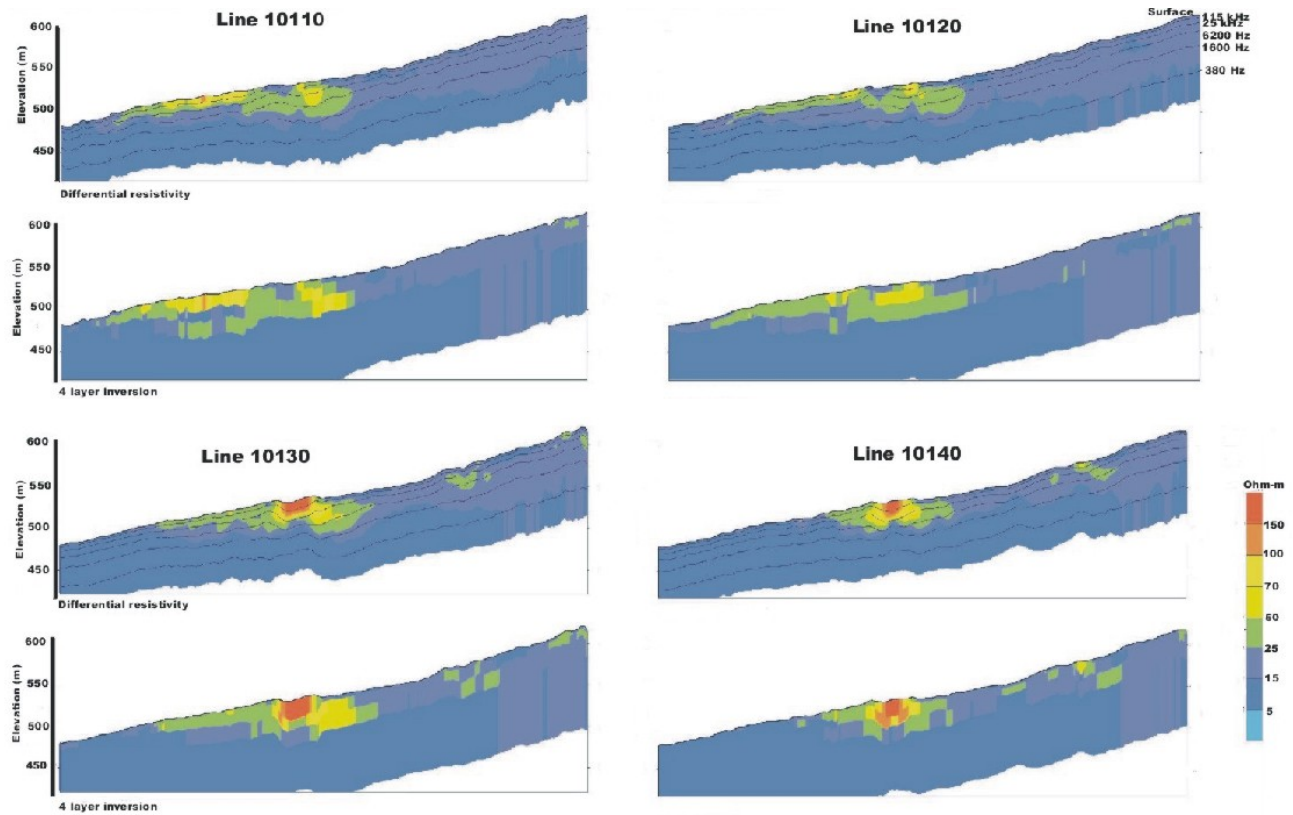 Line 10110
Line 10120
600
550
500
450
Elevation (m)
Surface
115 kHz
25 kHz
6200 Hz
1600 Hz
380 Hz
Differential resistivity
600
550
500
450
Elevation (m)
4 layer inversion
Line 10130
Line 10140
600
550
500
450
Elevation (m)
Differential resistivity
600
550
500
450
Elevation (m)
4 layer inversion
Ohm-m
150
100
70
60
25
15
5